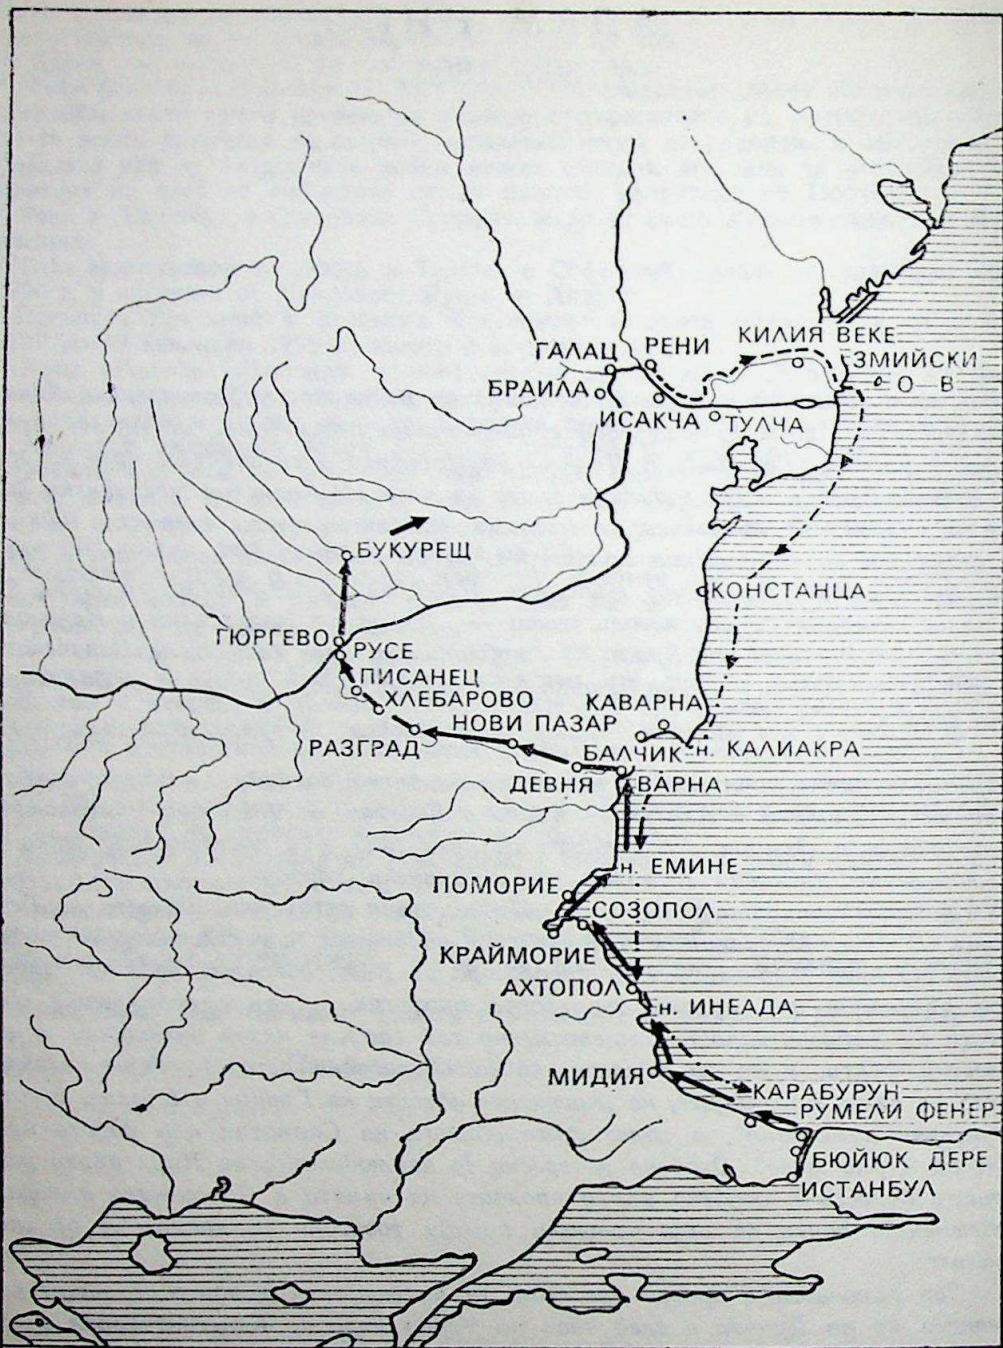 ГАЛАЦ
РЕНИ
КИЛИЯ ВЕКЕ
ЗМИЙСКИ
О-В
БРАИЛА
ИСАКЧА
ТУЛЧА
БУКУРЕЩ
КОНСТАНЦА
ГЮРГЕВО
РУСЕ
ПИСАНЕЦ
ХЛЕБАРОВО
НОВИ ПАЗАР
КАВАРНА
РАЗГРАД
БАЛЧИК
н. КАЛИАКРА
ДЕВНЯ
ВАРНА
н. ЕМИНЕ
ПОМОРИЕ
СОЗОПОЛ
КРАЙМОРИЕ
АХТОПОЛ
н. ИНЕАДА
МИДИЯ
КАРАБУРУН
РУМЕЛИ ФЕНЕР
БЮЙЮК ДЕРЕ
ИСТАНБУЛ